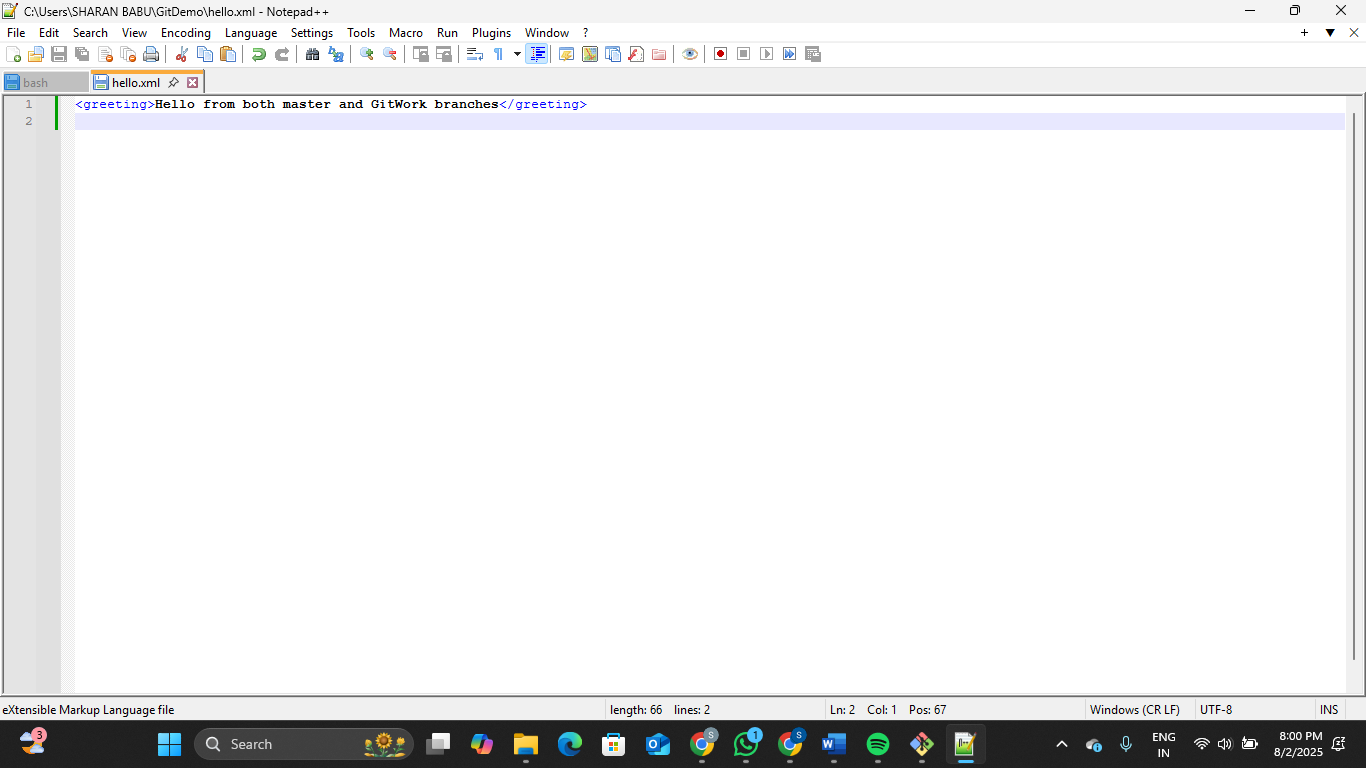 C:\Users\SHARAN BABU\GitDemo\hello.xml - Notepad++
File Edit Search View Encoding Language Settings Tools Macro Run Plugins Window ?
+ ▼ ✕
bash
hello.xml
1 <greeting>Hello from both master and GitWork branches</greeting>
2
eXtensible Markup Language file
length: 66 lines: 2
Ln: 2 Col: 1 Pos: 67
Windows (CR LF)
UTF-8
INS
3
Search
S
1
S
ENG
IN
8:00 PM
8/2/2025